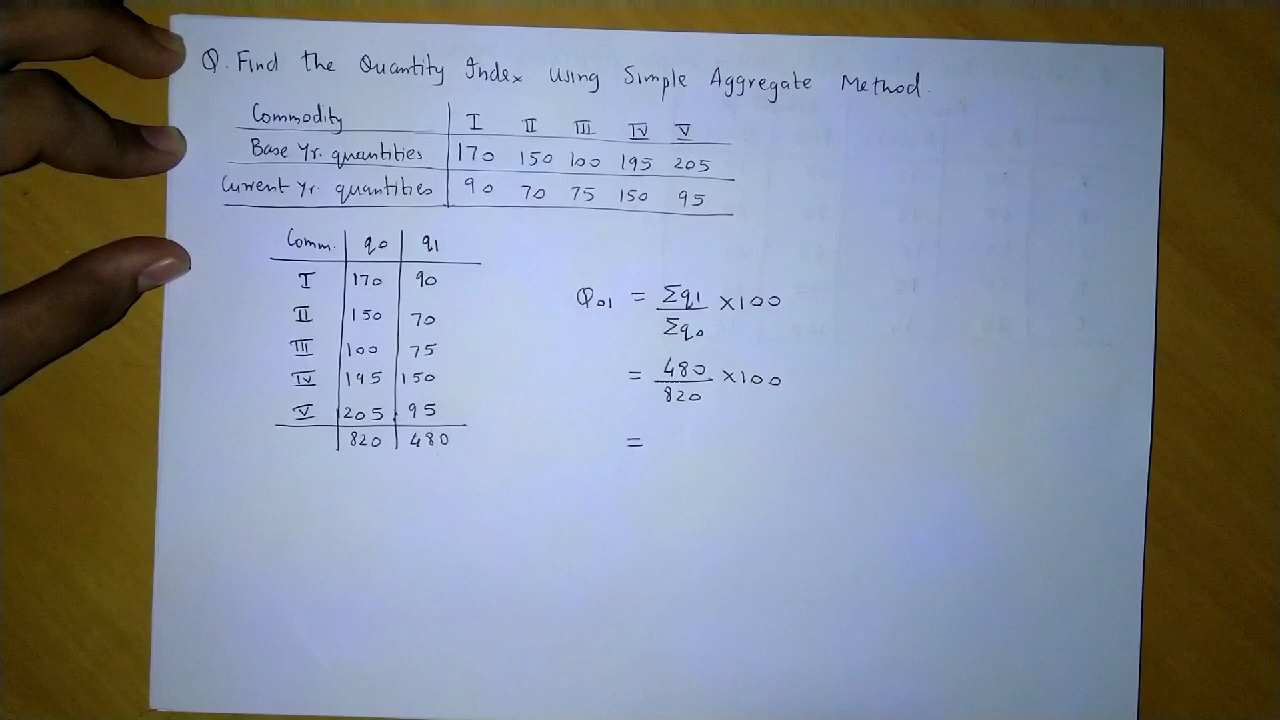 Q. Find the Quantity Index using Simple Aggregate Method.
Commodity I II III IV V
Base Yr. quantities 170 150 100 195 205
Current Yr. quantities 90 70 75 150 95
Comm. q0 q1
I 170 90
II 150 70
III 100 75
IV 195 150
V 205 95
820 480
Q01 = Σq1/Σq0 ×100
= 480/820 ×100
=